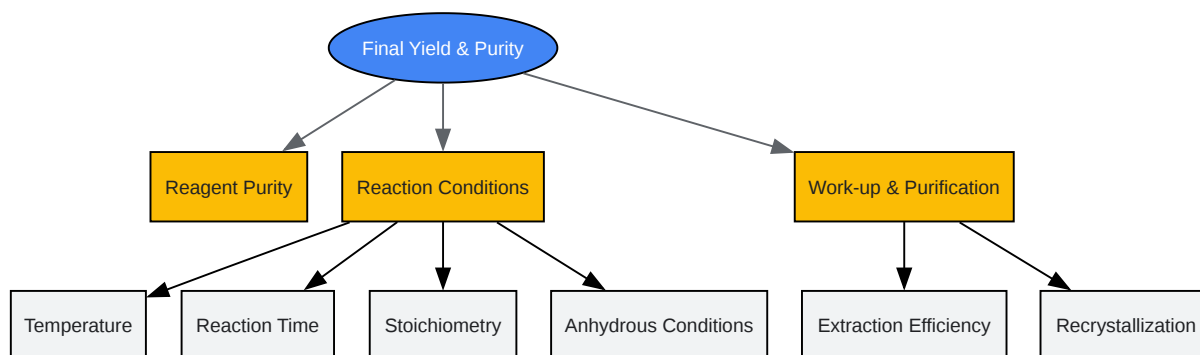 Final Yield & Purity
Reagent Purity
Reaction Conditions
Work-up & Purification
Temperature
Reaction Time
Stoichiometry
Anhydrous Conditions
Extraction Efficiency
Recrystallization